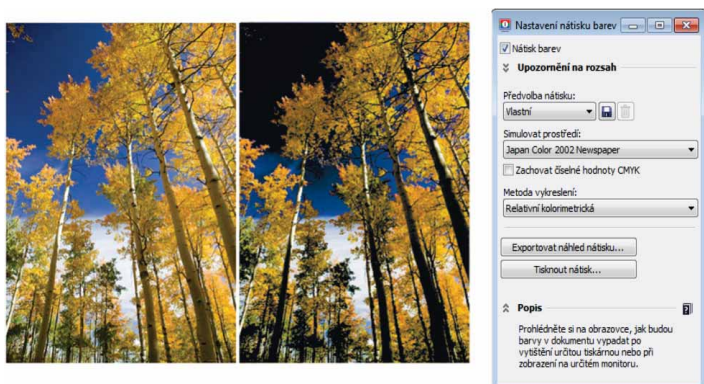 Nastavení nátisku barev
Nátisk barev
Upozornění na rozsah
Předvolba nátisku:
Vlastní
Simulovat prostředí:
Japan Color 2002 Newspaper
Zachovat číselné hodnoty CMYK
Metoda vykreslení:
Relativní kolorimetrická
Exportovat náhled nátisku...
Tisknout nátisk...
Popis
Prohlédněte si na obrazovce, jak budou
barvy v dokumentu vypadat po
vytištění určitou tiskárnou nebo při
zobrazení na určitém monitoru.